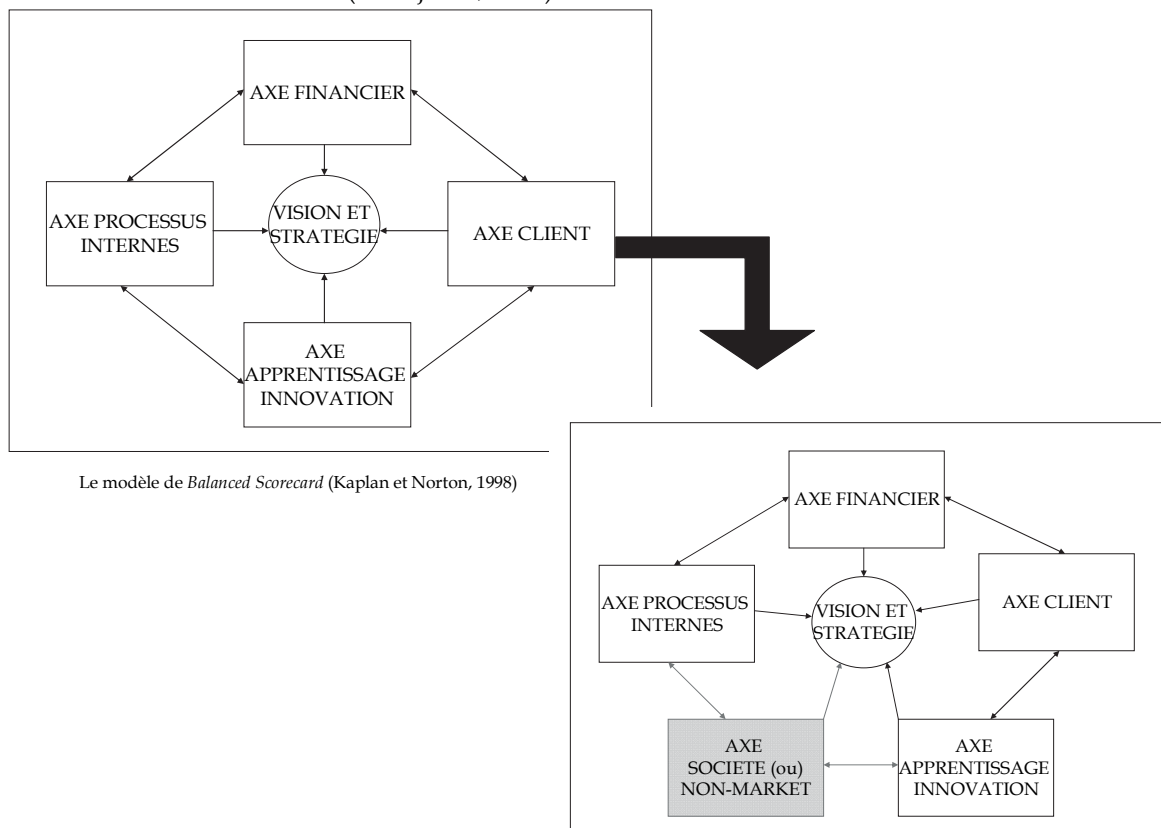 AXE FINANCIER
AXE PROCESSUS
INTERNES
VISION ET
STRATEGIE
AXE CLIENT
AXE
APPRENTISSAGE
INNOVATION
Le modèle de Balanced Scorecard (Kaplan et Norton, 1998)
AXE FINANCIER
AXE PROCESSUS
INTERNES
VISION ET
STRATEGIE
AXE CLIENT
AXE
SOCIETE (ou)
NON-MARKET
AXE
APPRENTISSAGE
INNOVATION